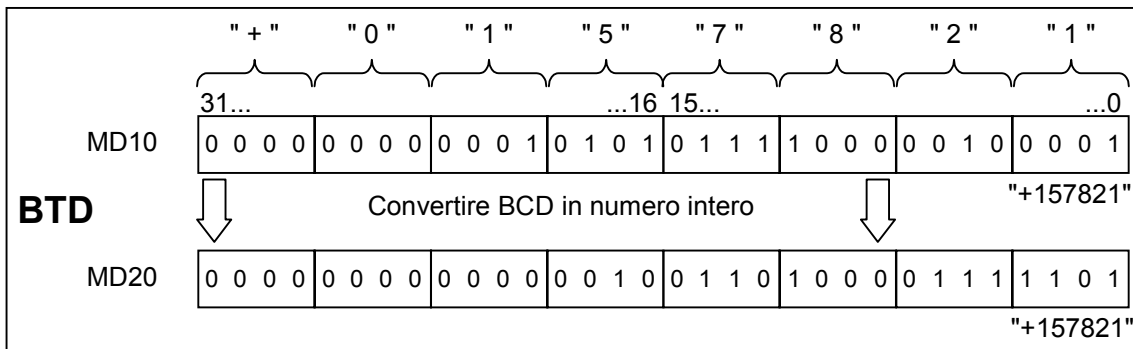 " + " " 0 " " 1 " " 5 " " 7 " " 8 " " 2 " " 1 "
31... ...16 15... ...0
MD10 0 0 0 0 0 0 0 0 0 0 0 1 0 1 0 1 0 1 1 1 1 0 0 0 0 0 1 0 0 0 0 1
"+157821"
BTD Convertire BCD in numero intero
MD20 0 0 0 0 0 0 0 0 0 0 0 0 0 0 1 0 0 1 1 0 1 0 0 0 0 1 1 1 1 1 0 1
"+157821"